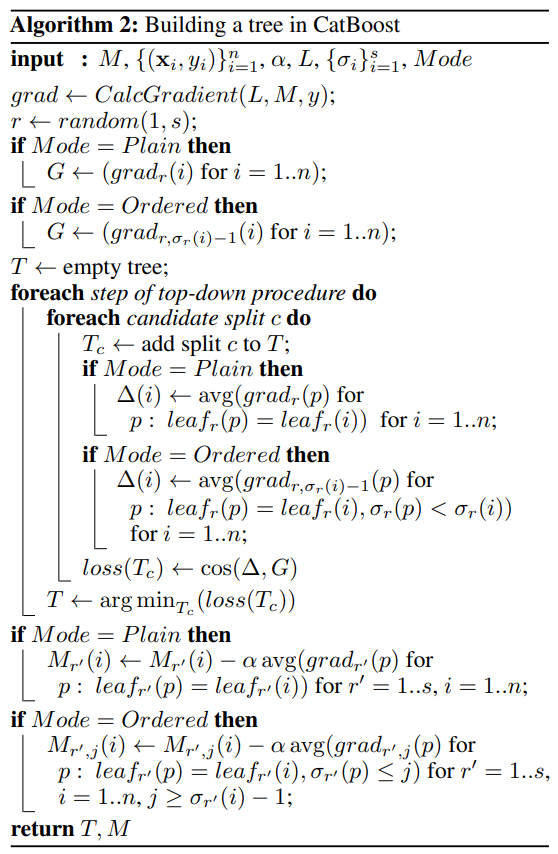 Algorithm 2: Building a tree in CatBoost
input : M, {(x_i, y_i)}_{i=1}^n, α, L, {σ_i}_{i=1}^s, Mode
grad ← CalcGradient(L, M, y);
r ← random(1, s);
if Mode = Plain then
G ← (grad_r(i) for i = 1..n);
if Mode = Ordered then
G ← (grad_{r,σ_r(i)−1}(i) for i = 1..n);
T ← empty tree;
foreach step of top-down procedure do
foreach candidate split c do
T_c ← add split c to T;
if Mode = Plain then
Δ(i) ← avg(grad_r(p) for
p : leaf_r(p) = leaf_r(i)) for i = 1..n;
if Mode = Ordered then
Δ(i) ← avg(grad_{r,σ_r(i)−1}(p) for
p : leaf_r(p) = leaf_r(i), σ_r(p) < σ_r(i))
for i = 1..n;
loss(T_c) ← cos(Δ, G)
T ← arg min_{T_c}(loss(T_c))
if Mode = Plain then
M_{r′}(i) ← M_{r′}(i) − α avg(grad_{r′}(p) for
p : leaf_{r′}(p) = leaf_{r′}(i)) for r′ = 1..s, i = 1..n;
if Mode = Ordered then
M_{r′,j}(i) ← M_{r′,j}(i) − α avg(grad_{r′,j}(p) for
p : leaf_{r′}(p) = leaf_{r′}(i), σ_{r′}(p) ≤ j) for r′ = 1..s,
i = 1..n, j ≥ σ_{r′}(i) − 1;
return T, M